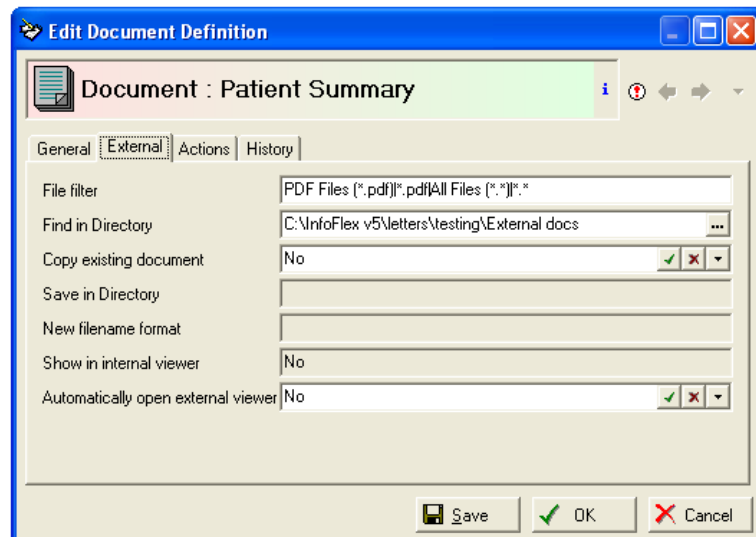 Edit Document Definition
Document : Patient Summary
General External Actions History
File filter PDF Files (*.pdf)|*.pdf|All Files (*.*)|*.*
Find in Directory C:\InfoFlex v5\letters\testing\External docs ...
Copy existing document No
Save in Directory
New filename format
Show in internal viewer No
Automatically open external viewer No
Save OK Cancel